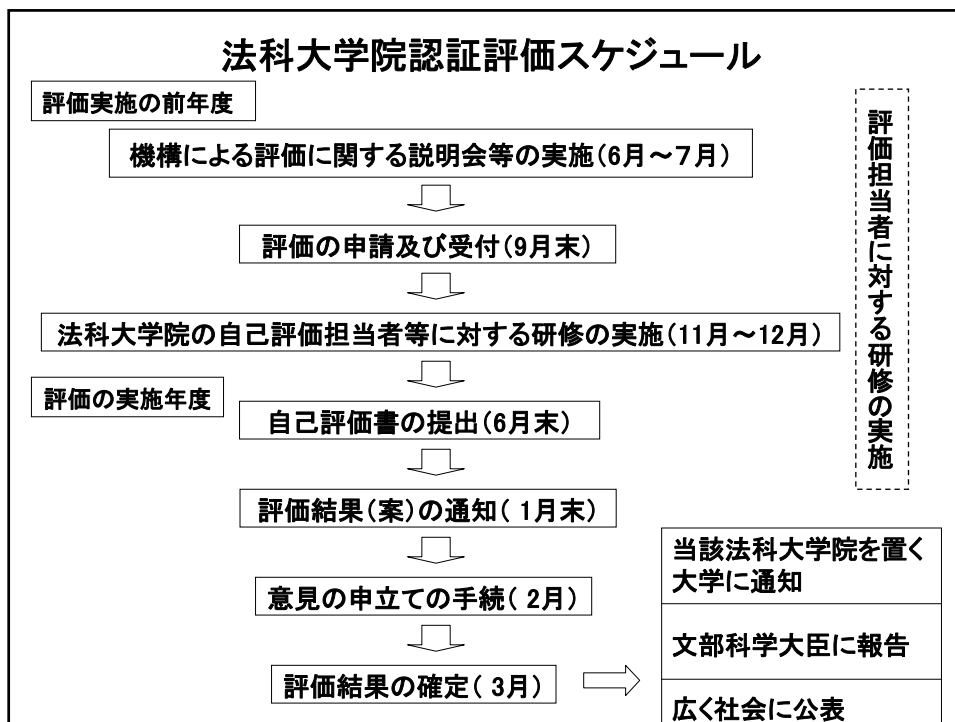 法科大学院認証評価スケジュール
評価実施の前年度
機構による評価に関する説明会等の実施(6月～7月)
評価の申請及び受付(9月末)
法科大学院の自己評価担当者等に対する研修の実施(11月～12月)
評価の実施年度
自己評価書の提出(6月末)
評価結果(案)の通知( 1月末)
意見の申立ての手続( 2月)
評価結果の確定( 3月)
当該法科大学院を置く
大学に通知
文部科学大臣に報告
広く社会に公表
評価担当者に対する研修の実施